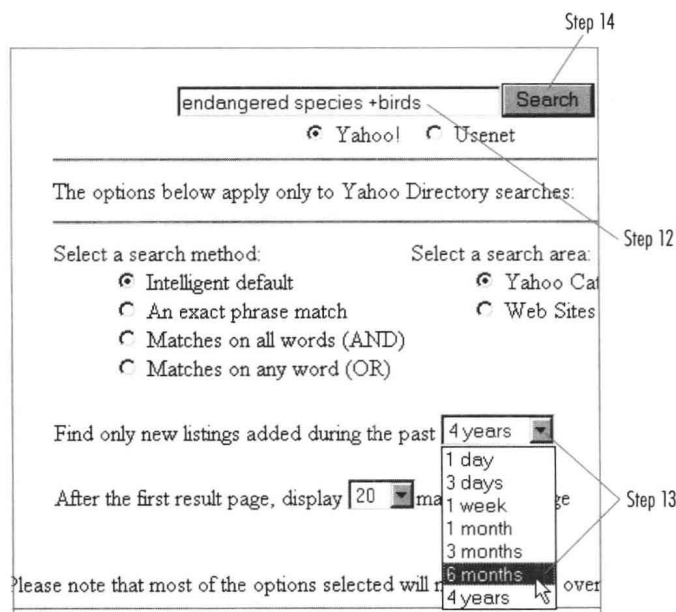 Step 14
endangered species +birds Search
Yahoo! Usenet
The options below apply only to Yahoo Directory searches:
Step 12
Select a search method: Select a search area:
Intelligent default Yahoo Cat
An exact phrase match Web Sites
Matches on all words (AND)
Matches on any word (OR)
Find only new listings added during the past 4 years
1 day
3 days
After the first result page, display 20 ma ge
1 week
Step 13
1 month
3 months
6 months
Please note that most of the options selected will n over
4 years